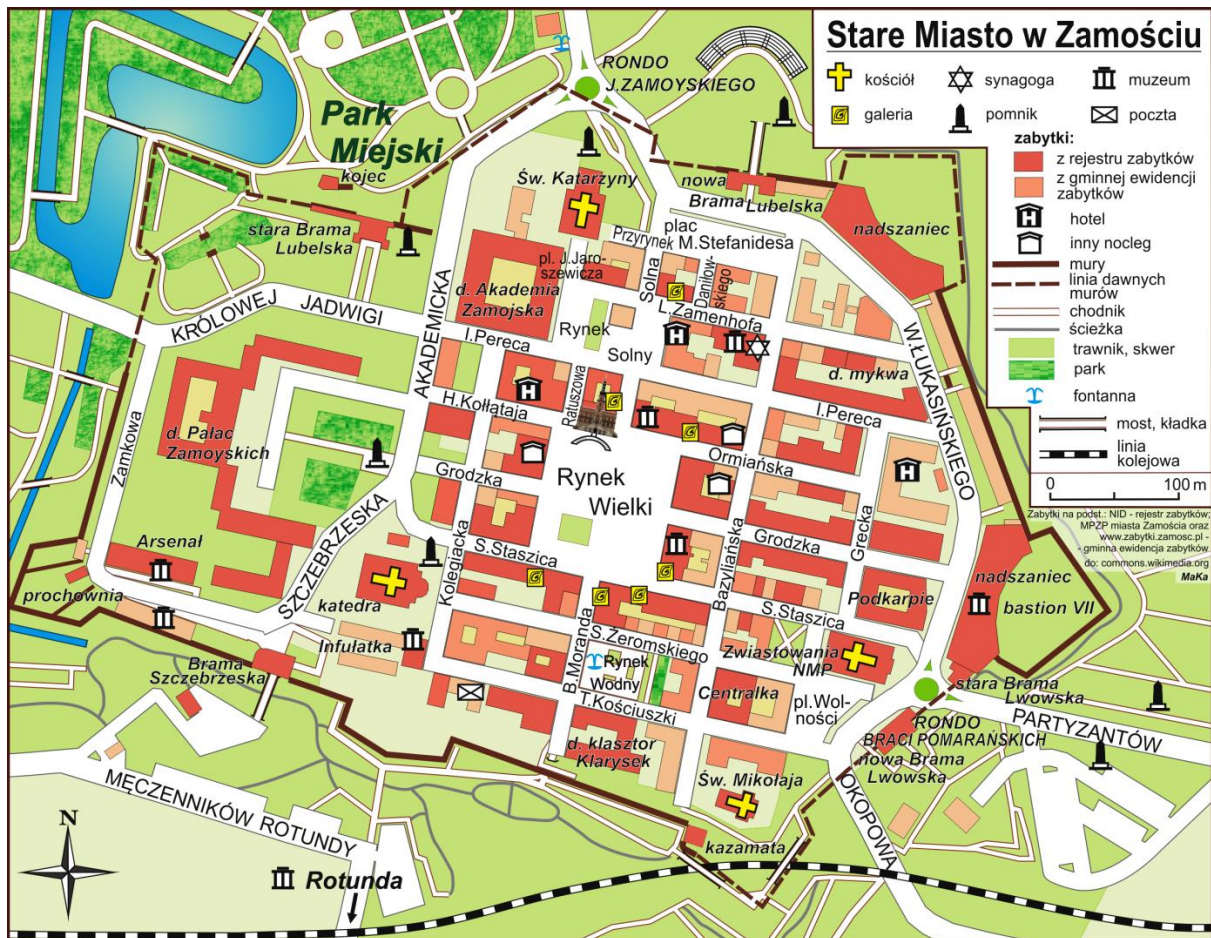 Stare Miasto w Zamościu
kościół
synagoga
muzeum
galeria
pomnik
poczta
zabytki:
z rejestru zabytków
z gminnej ewidencji
zabytków
hotel
inny nocleg
mury
linia dawnych
murów
chodnik
ścieżka
trawnik, skwer
park
fontanna
most, kładka
linia
kolejowa
0 100 m
Zabytki na podst.: NID - rejestr zabytków;
MPZP miasta Zamościa oraz
www.zabytki.zamosc.pl -
- gminna ewidencja zabytków
do: commons.wikimedia.org
MaKa
RONDO
J.ZAMOYSKIEGO
Park
Miejski
kojec
Św. Katarzyny
nowa
Brama Lubelska
nadszaniec
stara Brama
Lubelska
plac
M.Stefanidesa
Przyrynek
pl. J.Jaro-
szewicza
Solna
Daniłow-
skiego
d. Akademia
Zamojska
L.Zamenhofa
KRÓLOWEJ JADWIGI
AKADEMICKA
I.Pereca
Rynek
Solny
W.ŁUKASIŃSKIEGO
d. mykwa
I.Pereca
Ratuszowa
H.Kołłątaja
d. Pałac
Zamoyskich
Zamkowa
Grodzka
Ormiańska
Rynek
Wielki
Grecka
Grodzka
SZCZEBRZESKA
Kolegiacka
S.Staszica
Bazyliańska
Arsenał
prochownia
katedra
nadszaniec
bastion VII
Podkarpie
S.Staszica
Infułatka
B.Moranda
S.Żeromskiego
Zwiastowania
NMP
Brama
Szczebrzeska
Rynek
Wodny
Centralka
pl.Wol-
ności
stara Brama
Lwowska
T.Kościuszki
PARTYZANTÓW
RONDO
BRACI POMARAŃSKICH
d. klasztor
Klarysek
nowa Brama
Lwowska
Św. Mikołaja
OKOPOWA
MĘCZENNIKÓW ROTUNDY
kazamata
N
Rotunda